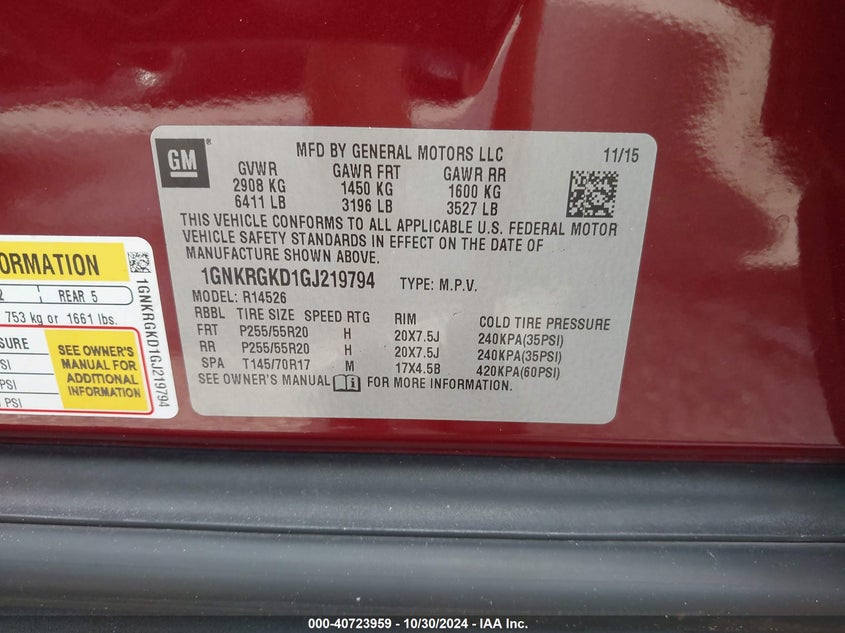 GM
MFD BY GENERAL MOTORS LLC 11/15
GVWR GAWR FRT GAWR RR
2908 KG 1450 KG 1600 KG
6411 LB 3196 LB 3527 LB
THIS VEHICLE CONFORMS TO ALL APPLICABLE U.S. FEDERAL MOTOR
VEHICLE SAFETY STANDARDS IN EFFECT ON THE DATE OF
MANUFACTURE SHOWN ABOVE.
1GNKRGKD1GJ219794 TYPE: M.P.V.
MODEL: R14526
RBBL TIRE SIZE SPEED RTG RIM COLD TIRE PRESSURE
FRT P255/55R20 H 20X7.5J 240KPA(35PSI)
RR P255/55R20 H 20X7.5J 240KPA(35PSI)
SPA T145/70R17 M 17X4.5B 420KPA(60PSI)
SEE OWNER'S MANUAL FOR MORE INFORMATION.
REAR 5
753 kg or 1661 lbs.
SEE OWNER'S
MANUAL FOR
ADDITIONAL
INFORMATION
PSI
PSI
1GNKRGKD1GJ219794
000-40723959 - 10/30/2024 - IAA Inc.